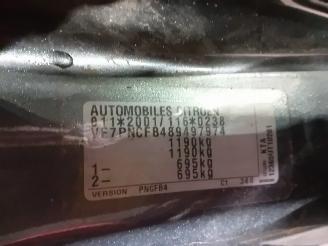 AUTOMOBILES CITROEN
e11*2001/116*0238
VF7PNCFB489497974
1190kg
1190kg
1- 695kg
2- 695kg
VERSION PNCFB4